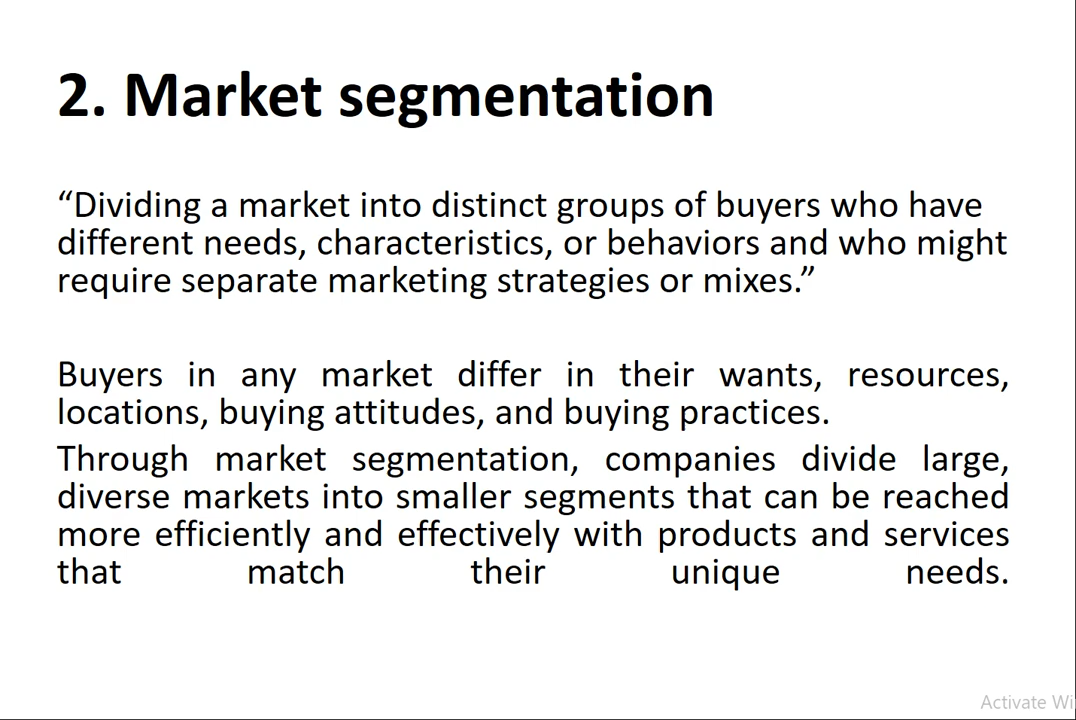 2. Market segmentation
“Dividing a market into distinct groups of buyers who have
different needs, characteristics, or behaviors and who might
require separate marketing strategies or mixes.”
Buyers in any market differ in their wants, resources,
locations, buying attitudes, and buying practices.
Through market segmentation, companies divide large,
diverse markets into smaller segments that can be reached
more efficiently and effectively with products and services
that match their unique needs.
Activate Wi